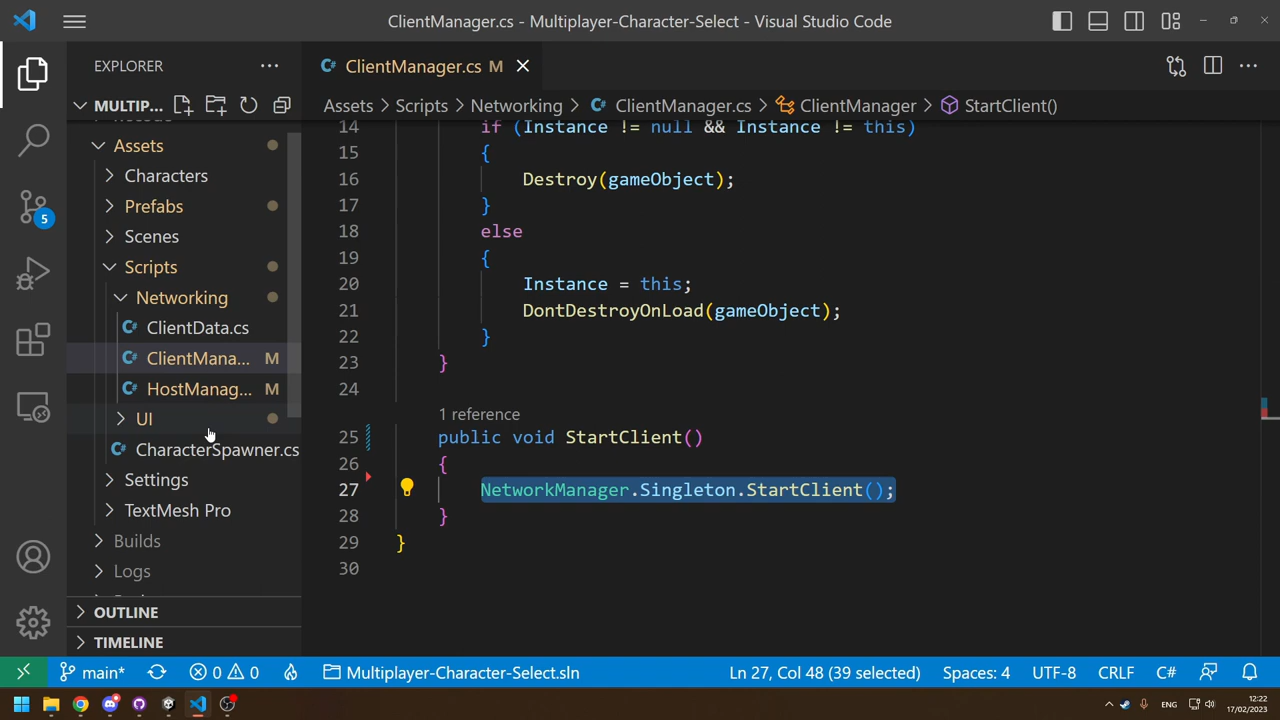 ClientManager.cs - Multiplayer-Character-Select - Visual Studio Code
EXPLORER
ClientManager.cs M
MULTIP...
Assets > Scripts > Networking > ClientManager.cs > ClientManager > StartClient()
Assets
Characters
Prefabs
Scenes
Scripts
Networking
ClientData.cs
ClientMana... M
HostManag... M
UI
CharacterSpawner.cs
Settings
TextMesh Pro
Builds
Logs
OUTLINE
TIMELINE
5
14 if (Instance != null && Instance != this)
15 {
16 Destroy(gameObject);
17 }
18 else
19 {
20 Instance = this;
21 DontDestroyOnLoad(gameObject);
22 }
23 }
24
1 reference
25 public void StartClient()
26 {
27 NetworkManager.Singleton.StartClient();
28 }
29 }
30
main* 0 0 Multiplayer-Character-Select.sln Ln 27, Col 48 (39 selected) Spaces: 4 UTF-8 CRLF C#
ENG 12:22
17/02/2023